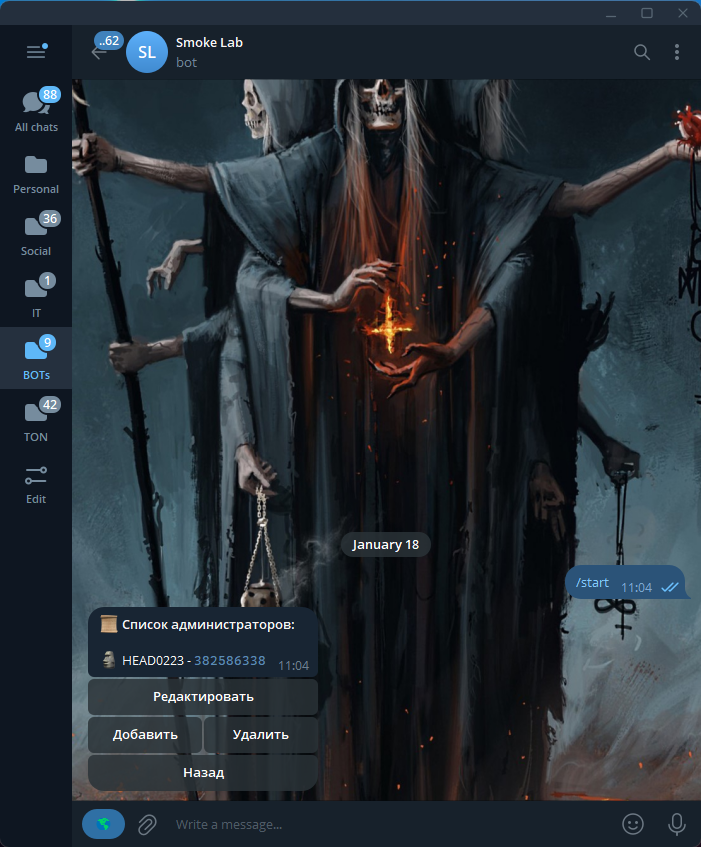 ..62
SL
Smoke Lab
bot
88
All chats
Personal
36
Social
1
IT
9
BOTs
42
TON
Edit
January 18
/start 11:04
Список администраторов:
HEAD0223 - 382586338 11:04
Редактировать
Добавить Удалить
Назад
Write a message...